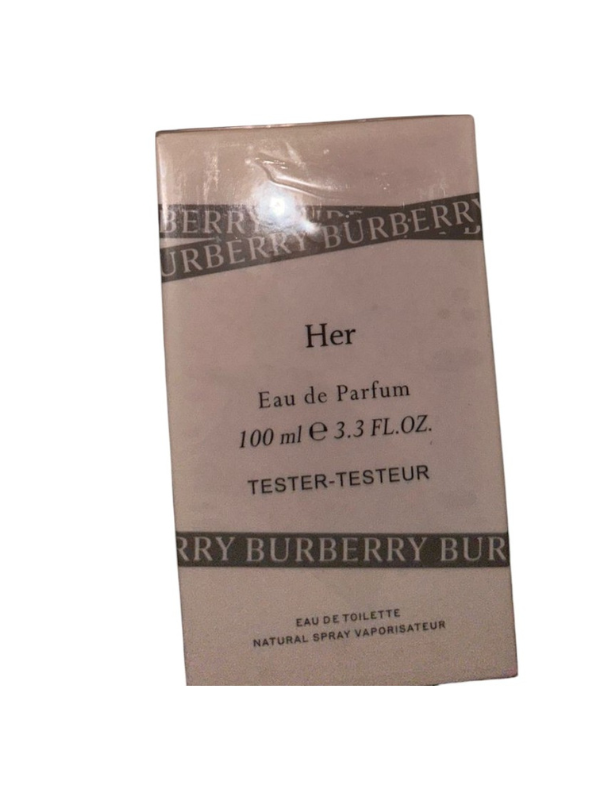 BERRY BURBE
URBERRY BURBERRY
Her
Eau de Parfum
100 ml ℮ 3.3 FL.OZ.
TESTER-TESTEUR
RRY BURBERRY BUR
EAU DE TOILETTE
NATURAL SPRAY VAPORISATEUR